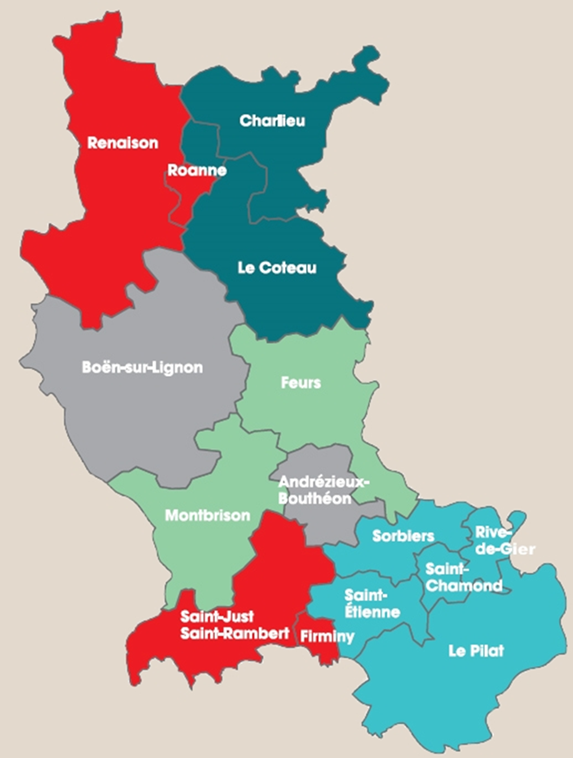 Charlieu
Renaison
Roanne
Le Coteau
Boën-sur-Lignon
Feurs
Andrézieux-
Bouthéon
Montbrison
Sorbiers
Rive-
de-Gier
Saint-
Chamond
Saint-
Étienne
Saint-Just
Saint-Rambert
Firminy
Le Pilat